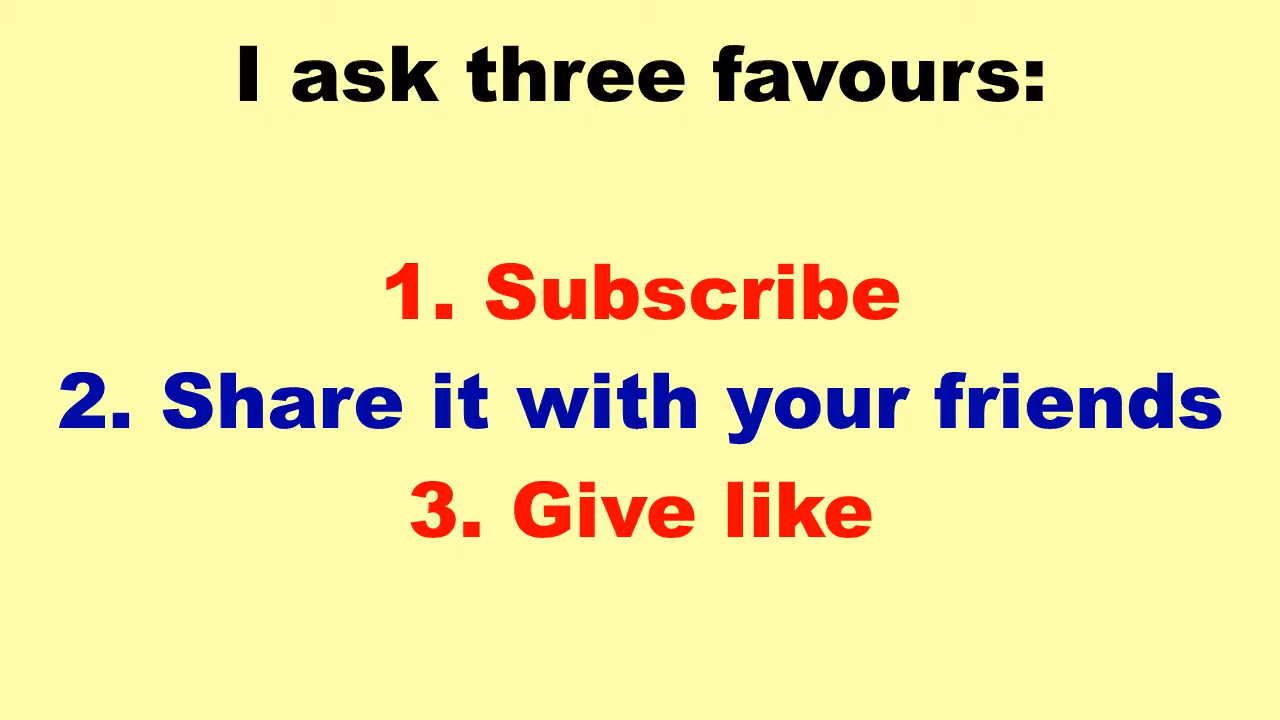 I ask three favours:
1. Subscribe
2. Share it with your friends
3. Give like